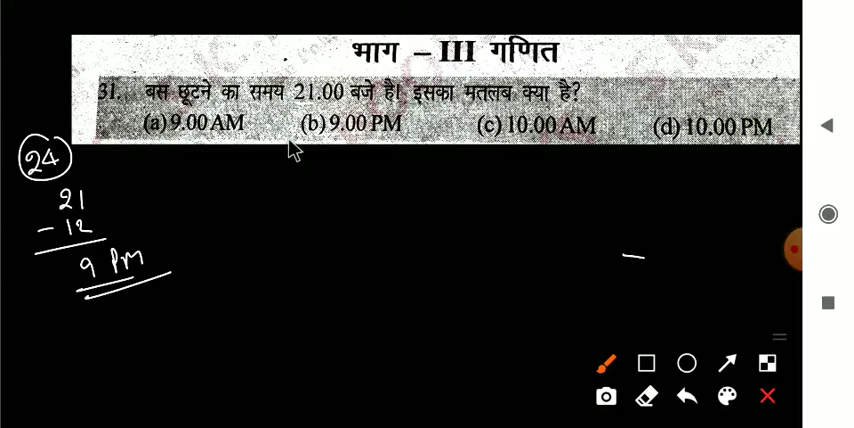 भाग – III गणित
31. बस छूटने का समय 21.00 बजे है। इसका मतलब क्या है?
(a) 9.00 AM (b) 9.00 PM (c) 10.00 AM (d) 10.00 PM
24
21
- 12
9 Pm